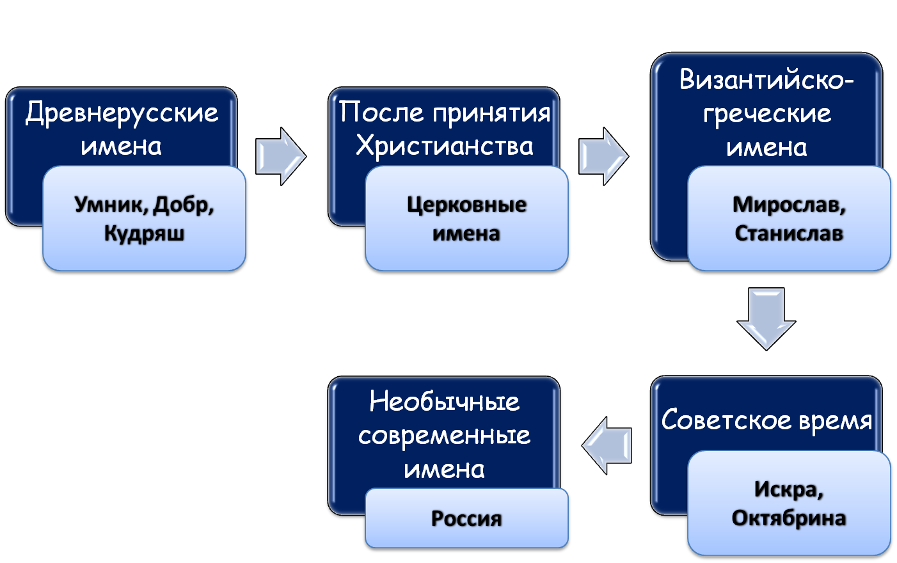 Древнерусские
имена
Умник, Добр,
Кудряш
После принятия
Христианства
Церковные
имена
Византийско-
греческие
имена
Мирослав,
Станислав
Советское время
Искра,
Октябрина
Необычные
современные
имена
Россия